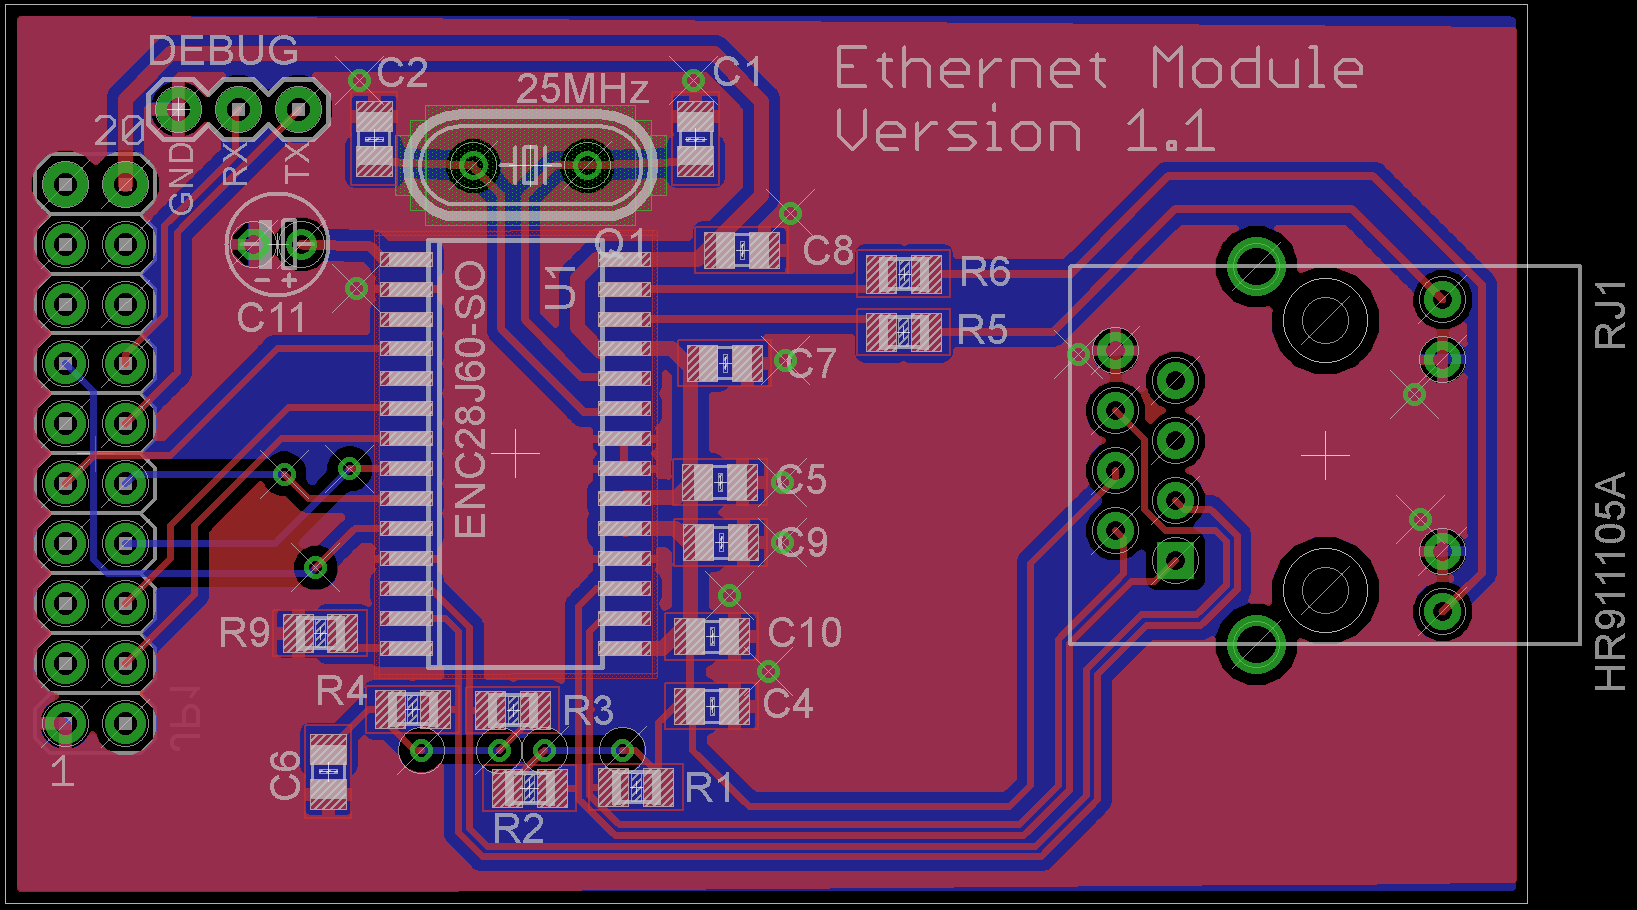 DEBUG
C2
25MHz
C1
Ethernet Module
Version 1.1
20
GND
RX
TX
Q1
C8
R6
C11
- +
U1
ENC28J60-SO
R5
C7
RJ1
HR911105A
C5
C9
R9
C10
R4
R3
C4
JP1
1
C6
R1
R2